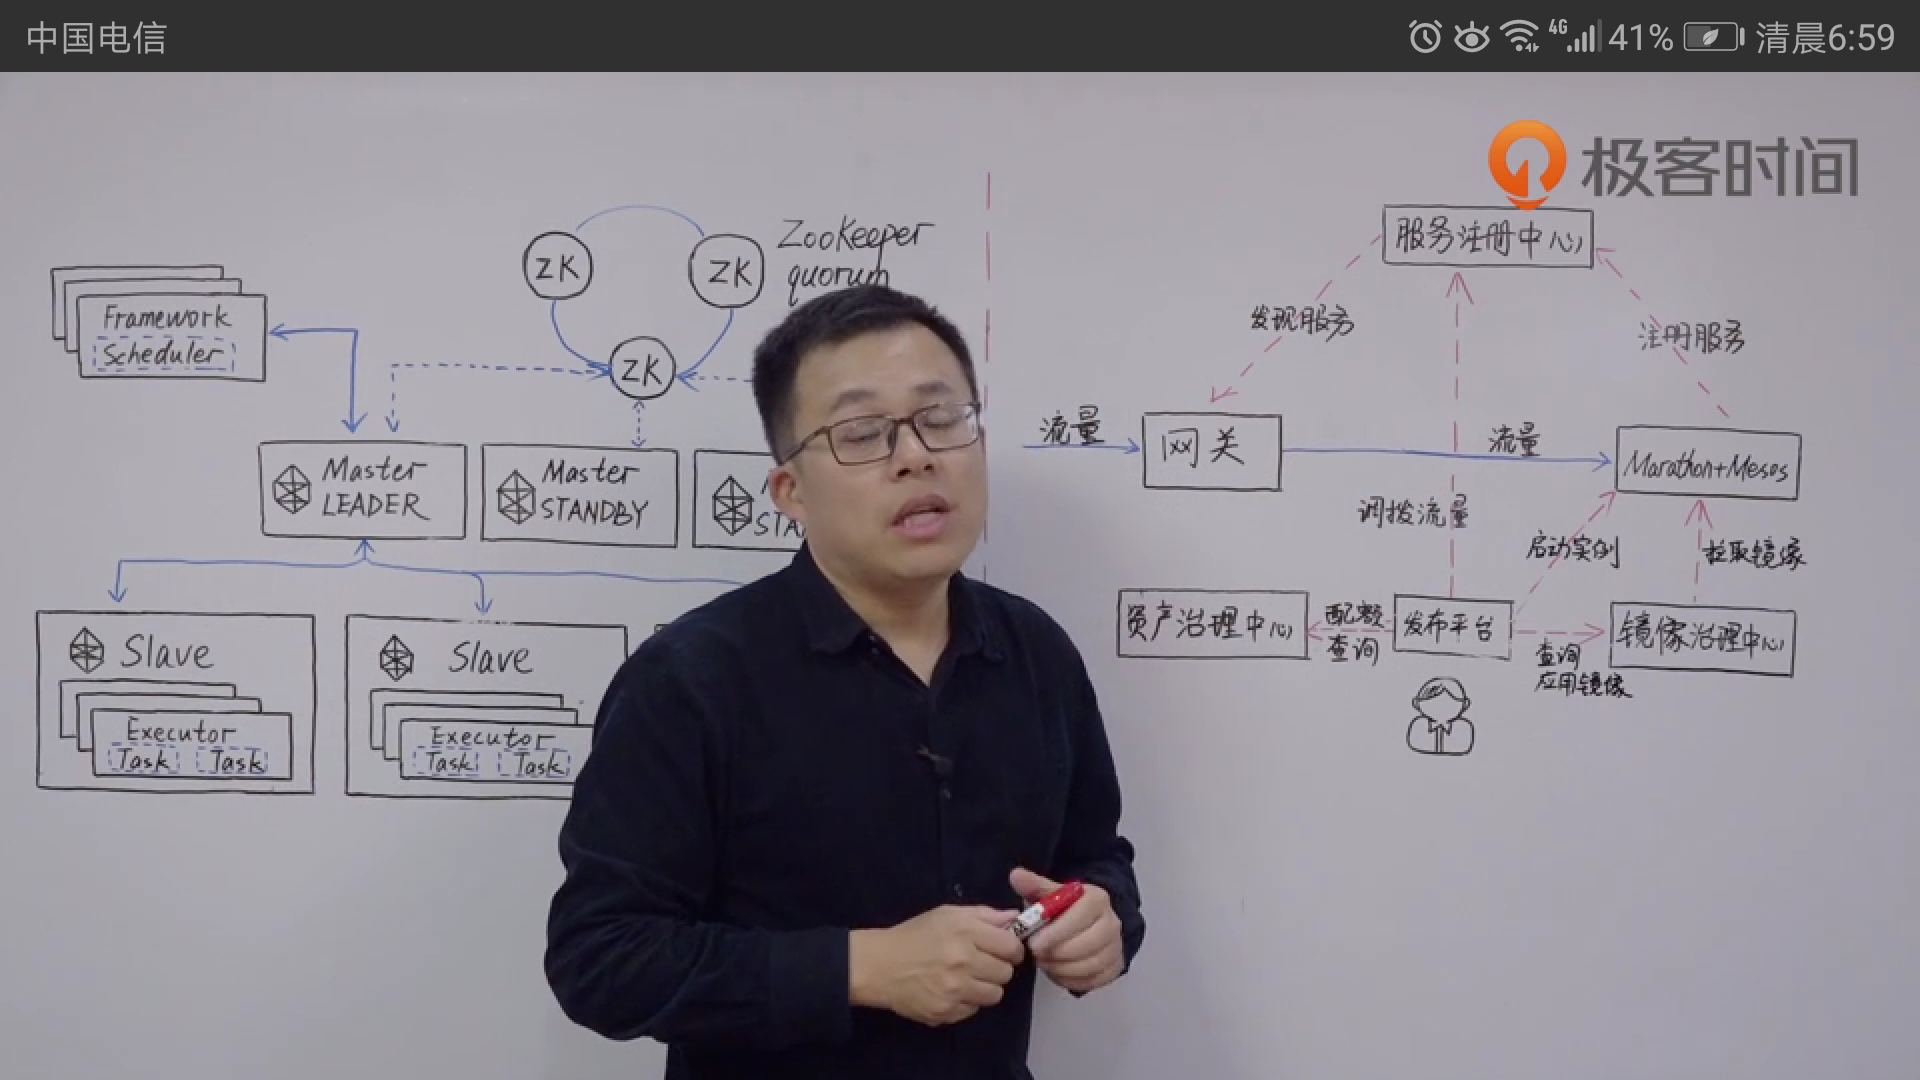 中国电信
4G
41%
清晨6:59
极客时间
ZooKeeper
quorum
ZK
ZK
ZK
Framework
Scheduler
Master
LEADER
Master
STANDBY
STA
Slave
Executor
Task
Task
Slave
Executor
Task
Task
服务注册中心
发现服务
注册服务
流量
网关
流量
Marathon+Mesos
调拨流量
启动实例
拉取镜像
资产治理中心
配额
查询
发布平台
查询
应用镜像
镜像治理中心